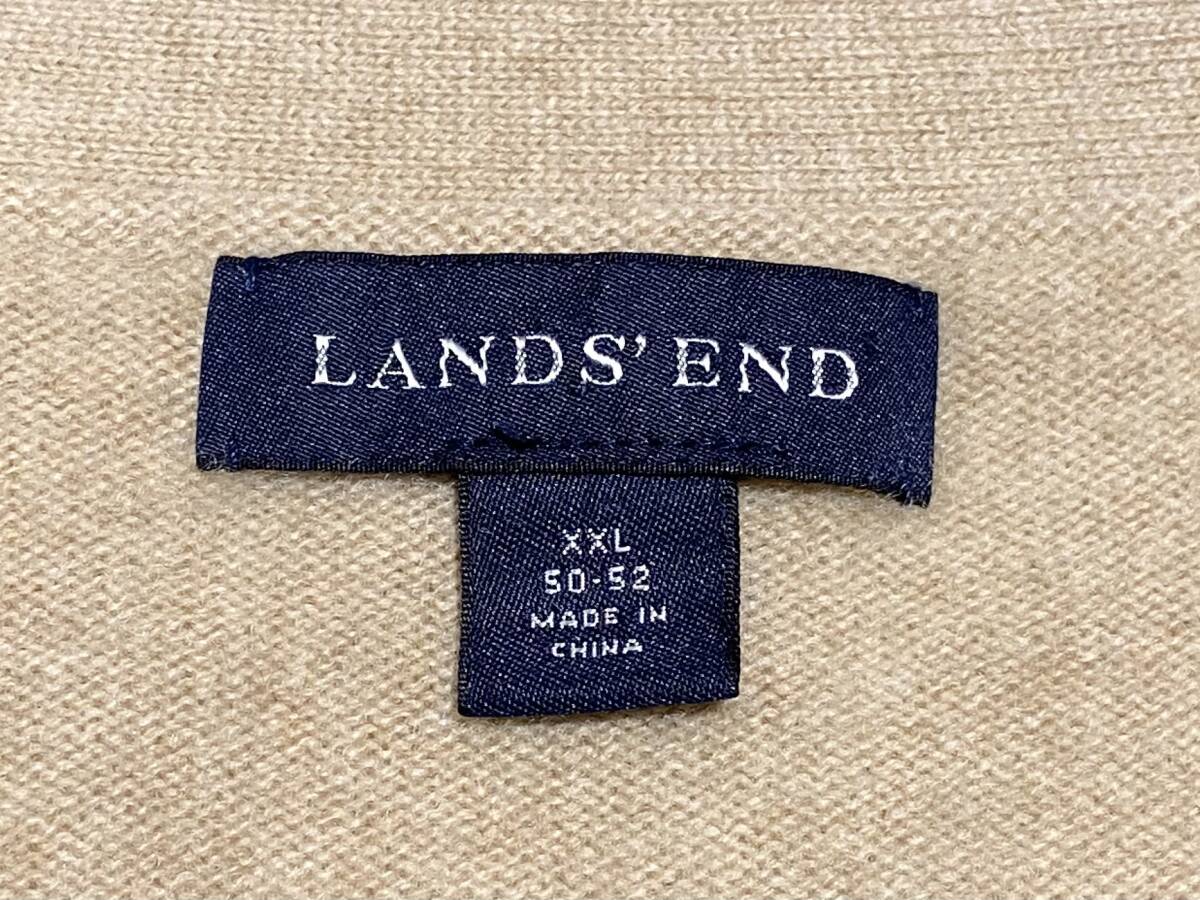 LANDS' END
XXL
50-52
MADE IN
CHINA